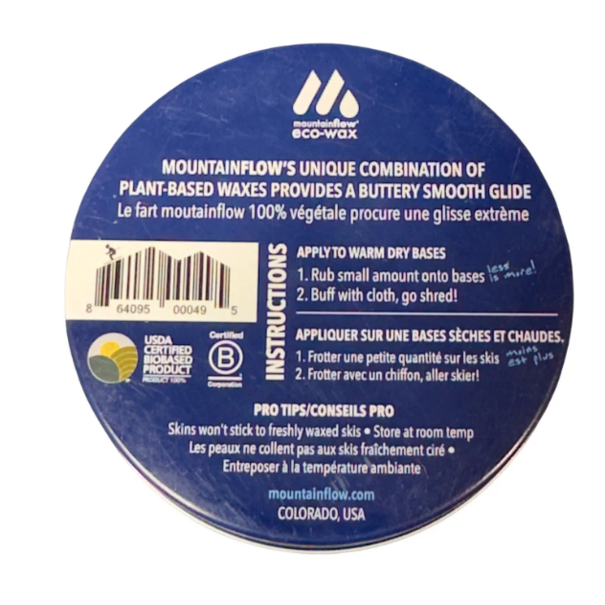 mountainflow®
eco-wax
MOUNTAINFLOW'S UNIQUE COMBINATION OF
PLANT-BASED WAXES PROVIDES A BUTTERY SMOOTH GLIDE
Le fart moutainflow 100% végétale procure une glisse extrème
8 64095 00049 5
USDA
CERTIFIED
BIOBASED
PRODUCT
PRODUCT 100%
Certified
B
Corporation
INSTRUCTIONS
APPLY TO WARM DRY BASES
1. Rub small amount onto bases less is more!
2. Buff with cloth, go shred!
APPLIQUER SUR UNE BASES SÈCHES ET CHAUDES.
1. Frotter une petite quantité sur les skis moins est plus
2. Frotter avec un chiffon, aller skier!
PRO TIPS/CONSEILS PRO
Skins won't stick to freshly waxed skis • Store at room temp
Les peaux ne collent pas aux skis fraîchement ciré •
Entreposer à la température ambiante
mountainflow.com
COLORADO, USA